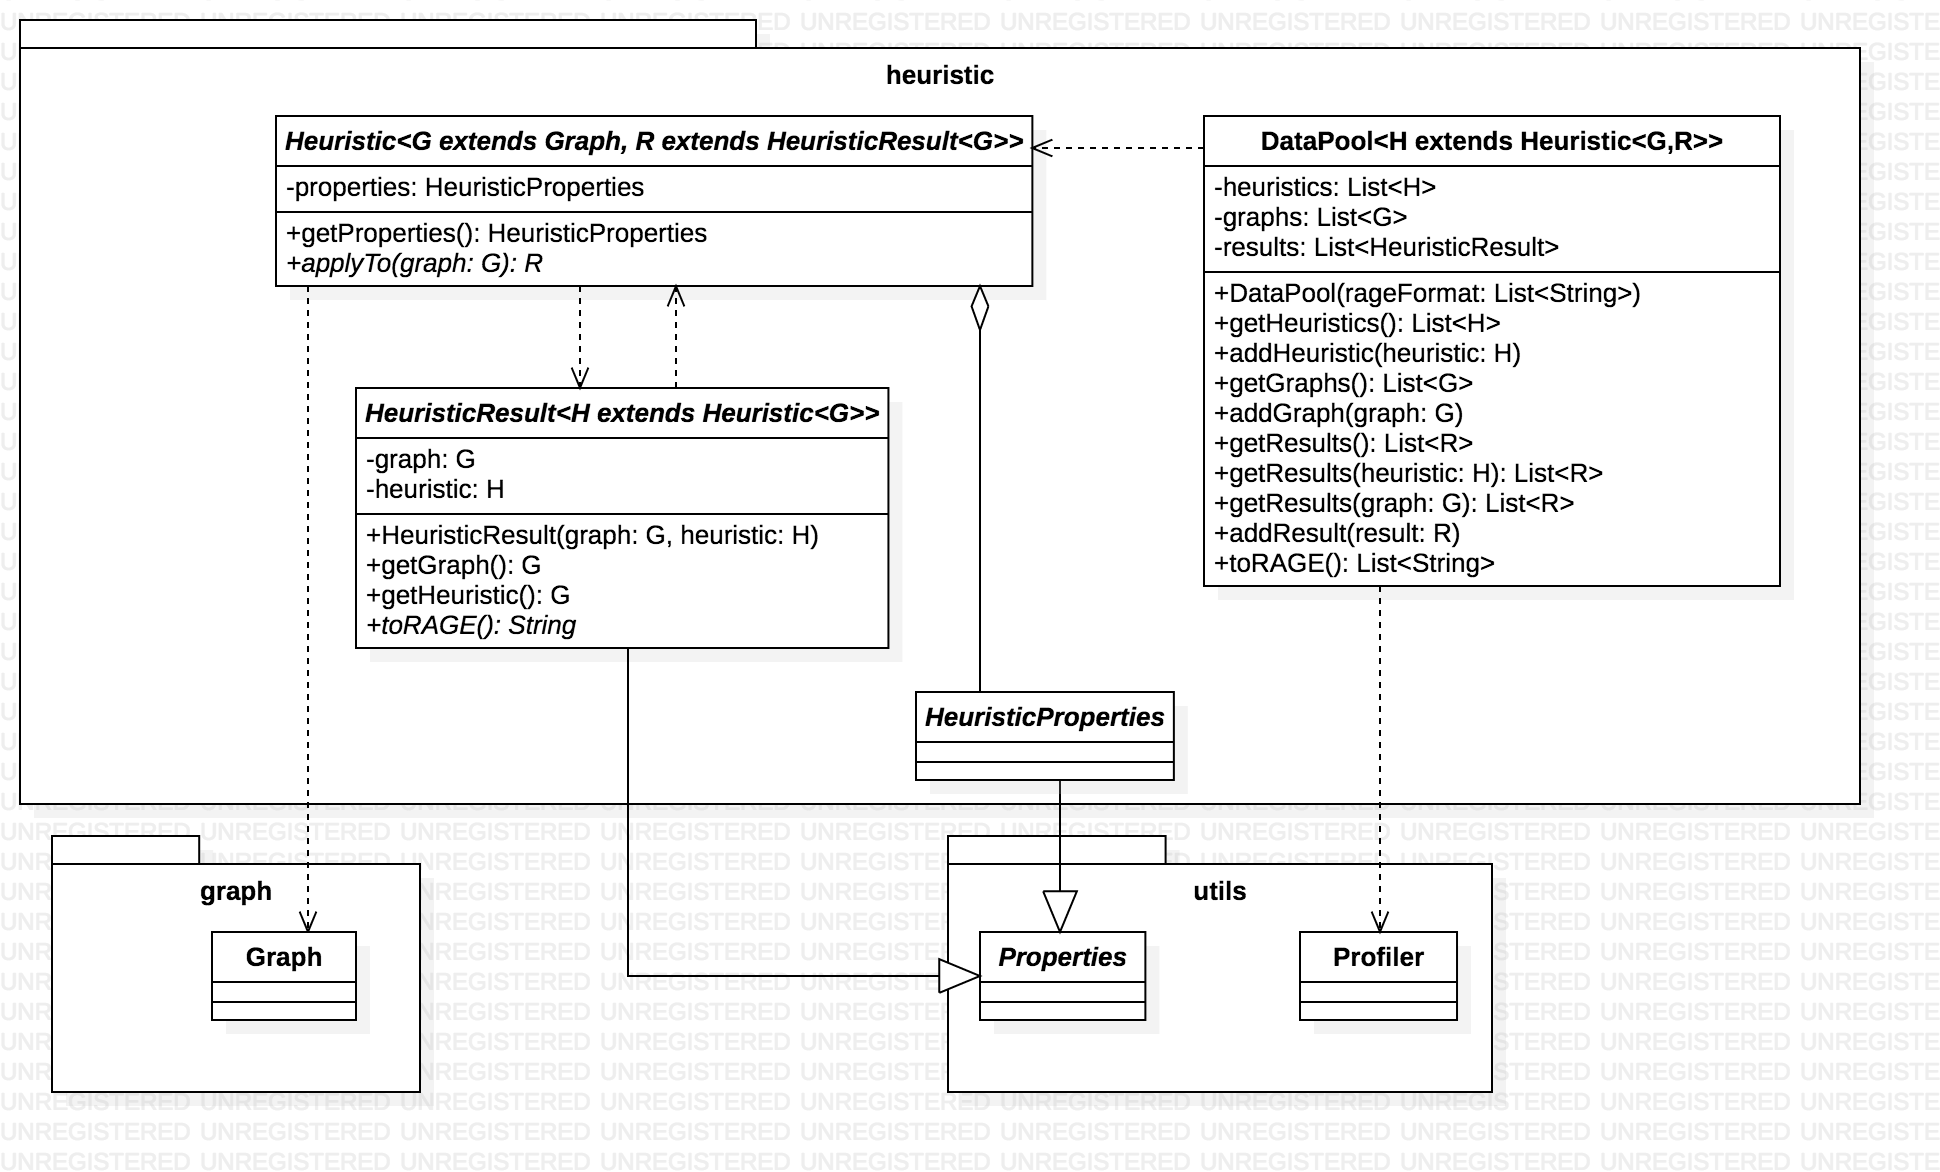 heuristic
Heuristic<G extends Graph, R extends HeuristicResult<G>>
-properties: HeuristicProperties
+getProperties(): HeuristicProperties
+applyTo(graph: G): R
DataPool<H extends Heuristic<G,R>>
-heuristics: List<H>
-graphs: List<G>
-results: List<HeuristicResult>
+DataPool(rageFormat: List<String>)
+getHeuristics(): List<H>
+addHeuristic(heuristic: H)
+getGraphs(): List<G>
+addGraph(graph: G)
+getResults(): List<R>
+getResults(heuristic: H): List<R>
+getResults(graph: G): List<R>
+addResult(result: R)
+toRAGE(): List<String>
HeuristicResult<H extends Heuristic<G>>
-graph: G
-heuristic: H
+HeuristicResult(graph: G, heuristic: H)
+getGraph(): G
+getHeuristic(): G
+toRAGE(): String
HeuristicProperties
graph
Graph
utils
Properties
Profiler
UNREGISTERED UNREGISTERED UNREGISTERED UNREGISTERED UNREGISTERED UNREGISTERED UNREGISTERED UNREGISTERED UNREGISTERED UNREGISTERED